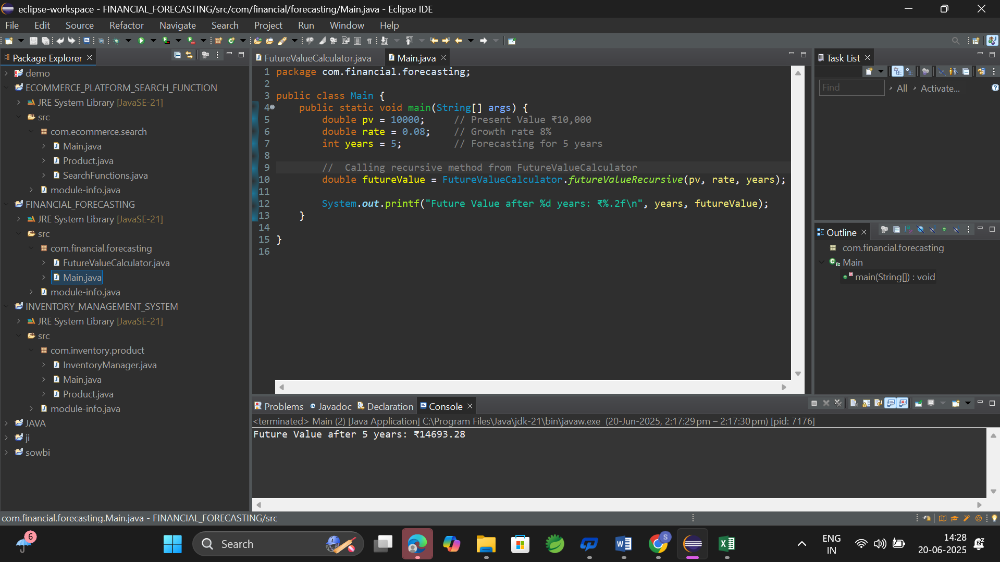 eclipse-workspace - FINANCIAL_FORECASTING/src/com/financial/forecasting/Main.java - Eclipse IDE
File Edit Source Refactor Navigate Search Project Run Window Help
Package Explorer
demo
ECOMMERCE_PLATFORM_SEARCH_FUNCTION
JRE System Library [JavaSE-21]
src
com.ecommerce.search
Main.java
Product.java
SearchFunctions.java
module-info.java
FINANCIAL_FORECASTING
JRE System Library [JavaSE-21]
src
com.financial.forecasting
FutureValueCalculator.java
Main.java
module-info.java
INVENTORY_MANAGEMENT_SYSTEM
JRE System Library [JavaSE-21]
src
com.inventory.product
InventoryManager.java
Main.java
Product.java
module-info.java
JAVA
ji
sowbi
FutureValueCalculator.java Main.java
1 package com.financial.forecasting;
2
3 public class Main {
4 public static void main(String[] args) {
5 double pv = 10000; // Present Value ₹10,000
6 double rate = 0.08; // Growth rate 8%
7 int years = 5; // Forecasting for 5 years
8
9 // Calling recursive method from FutureValueCalculator
10 double futureValue = FutureValueCalculator.futureValueRecursive(pv, rate, years);
11
12 System.out.printf("Future Value after %d years: ₹%.2f\n", years, futureValue);
13 }
14
15 }
16
Task List
Find All Activate...
Outline
com.financial.forecasting
Main
main(String[]) : void
Problems Javadoc Declaration Console
<terminated> Main (2) [Java Application] C:\Program Files\Java\jdk-21\bin\javaw.exe (20-Jun-2025, 2:17:29 pm – 2:17:30 pm) [pid: 7176]
Future Value after 5 years: ₹14693.28
com.financial.forecasting.Main.java - FINANCIAL_FORECASTING/src
6
Search
S
ENG
IN
14:28
20-06-2025